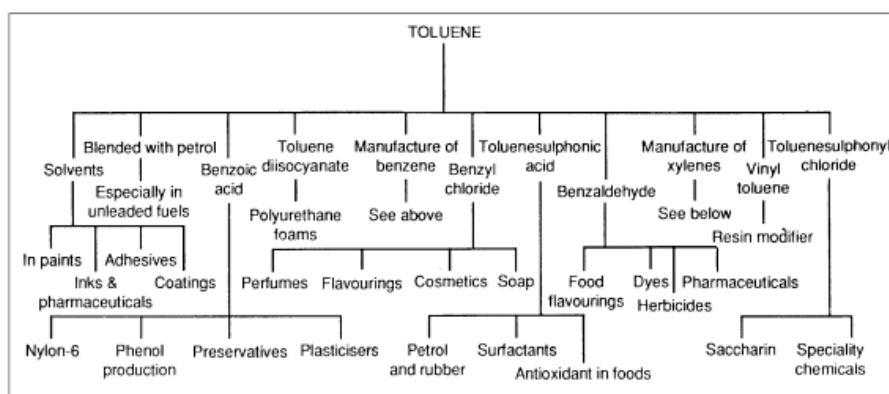 TOLUENE
Solvents
Blended with petrol
Benzoic
acid
Toluene
diisocyanate
Manufacture of
benzene
Benzyl
chloride
Toluenesulphonic
acid
Benzaldehyde
Manufacture of
xylenes
Vinyl
toluene
Toluenesulphonyl
chloride
Especially in
unleaded fuels
Polyurethane
foams
See above
See below
Resin modifier
In paints
Inks &
pharmaceuticals
Adhesives
Coatings
Perfumes
Flavourings
Cosmetics
Soap
Food
flavourings
Dyes
Herbicides
Pharmaceuticals
Nylon-6
Phenol
production
Preservatives
Plasticisers
Petrol
and rubber
Surfactants
Antioxidant in foods
Saccharin
Speciality
chemicals